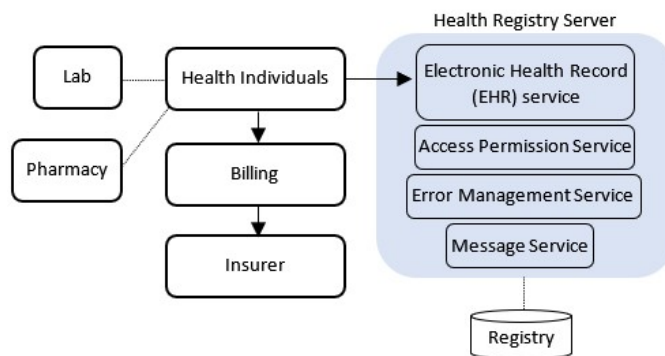 Health Registry Server
Lab
Health Individuals
Electronic Health Record
(EHR) service
Access Permission Service
Pharmacy
Billing
Error Management Service
Message Service
Insurer
Registry